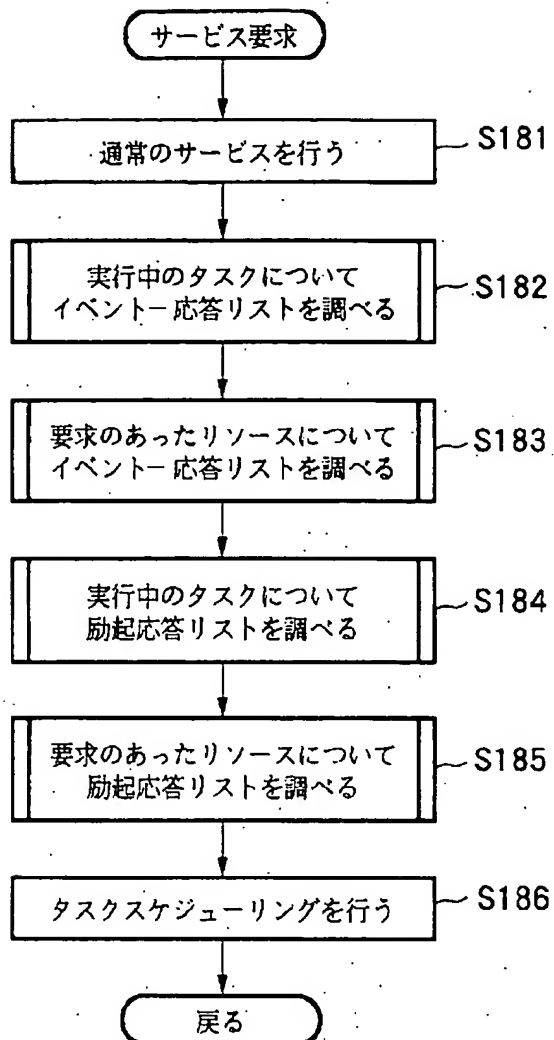 サービス要求
通常のサービスを行う
S181
実行中のタスクについて
イベントー応答リストを調べる
S182
要求のあったリソースについて
イベントー応答リストを調べる
S183
実行中のタスクについて
励起応答リストを調べる
S184
要求のあったリソースについて
励起応答リストを調べる
S185
タスクスケジューリングを行う
S186
戻る